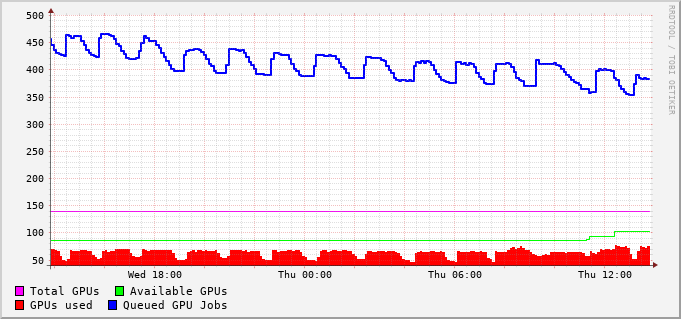 500
450
400
350
300
250
200
150
100
50
Wed 18:00 Thu 00:00 Thu 06:00 Thu 12:00
Total GPUs Available GPUs
GPUs used Queued GPU Jobs
RRDTOOL / TOBI OETIKER